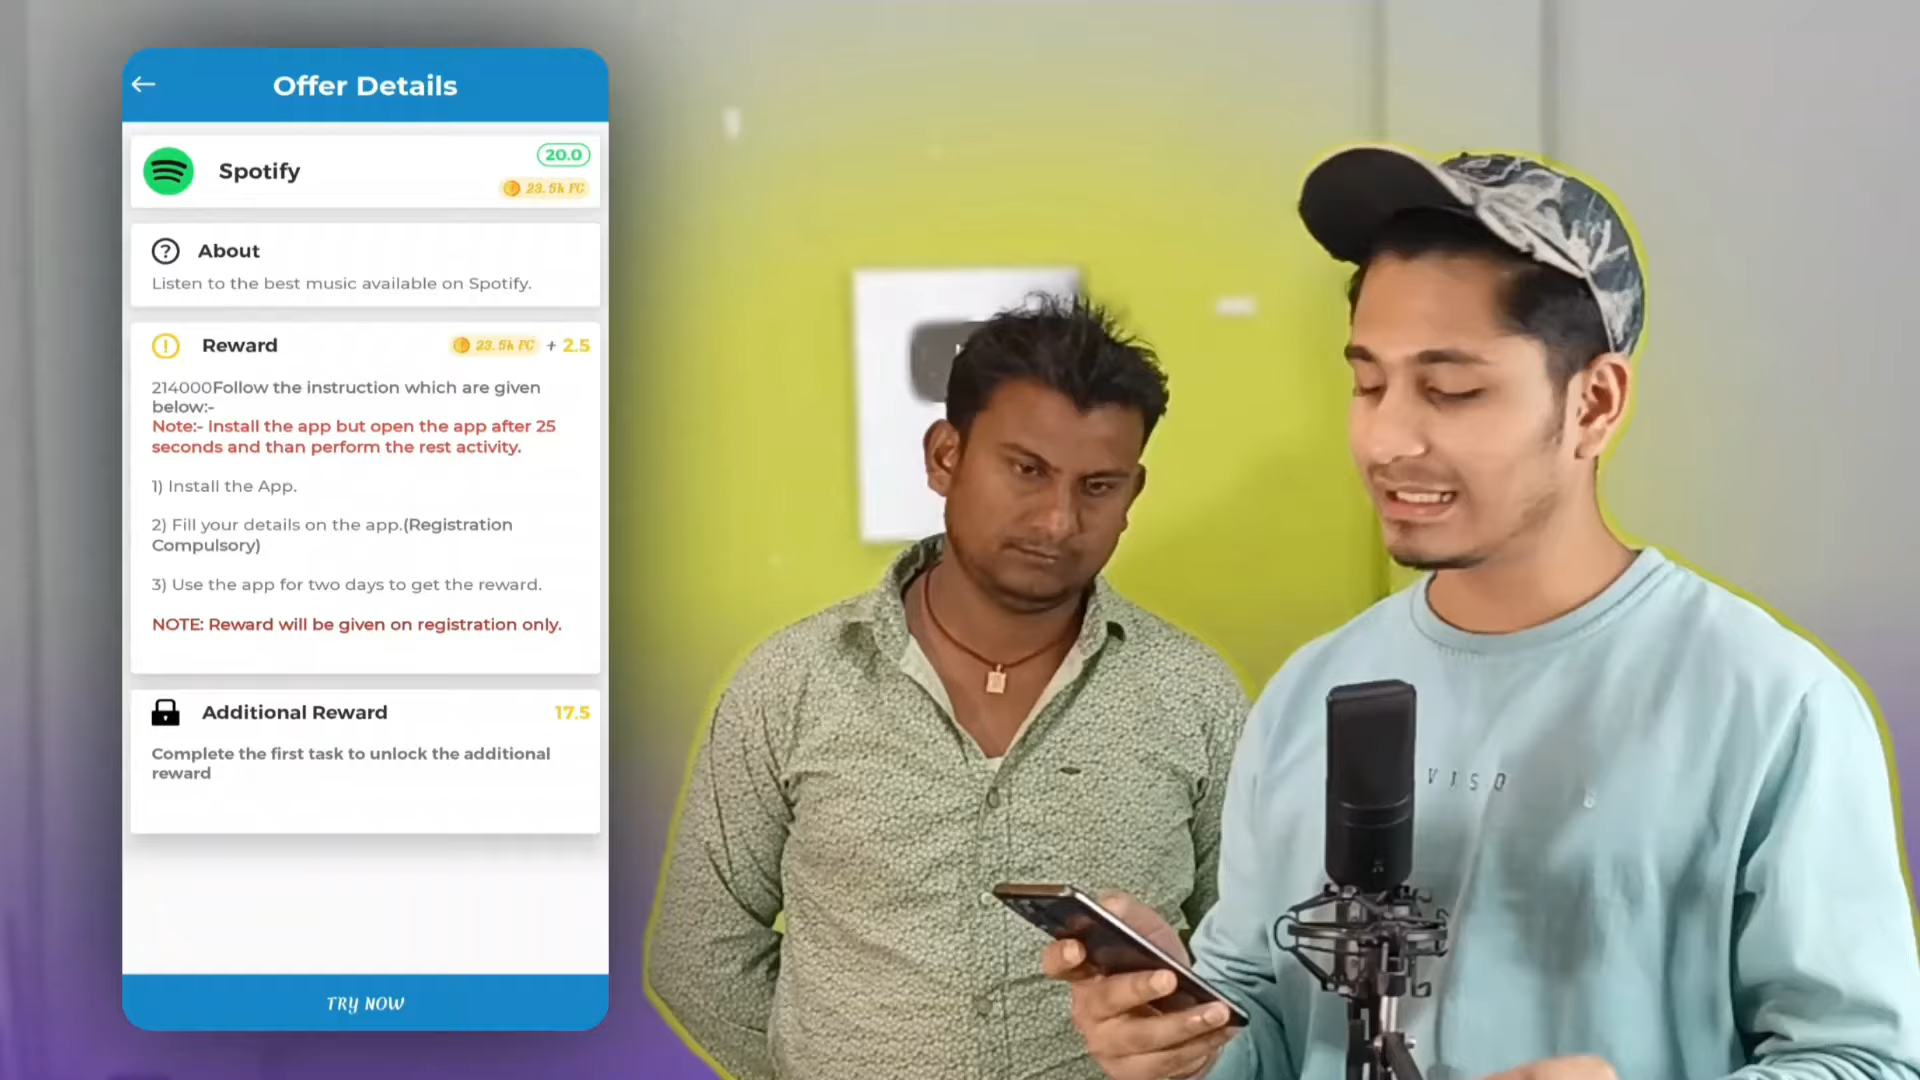 Offer Details
Spotify
20.0
23.5k FC
About
Listen to the best music available on Spotify.
Reward
23.5k FC + 2.5
214000Follow the instruction which are given
below:-
Note:- Install the app but open the app after 25
seconds and than perform the rest activity.
1) Install the App.
2) Fill your details on the app.(Registration
Compulsory)
3) Use the app for two days to get the reward.
NOTE: Reward will be given on registration only.
Additional Reward
17.5
Complete the first task to unlock the additional
reward
TRY NOW
VISO